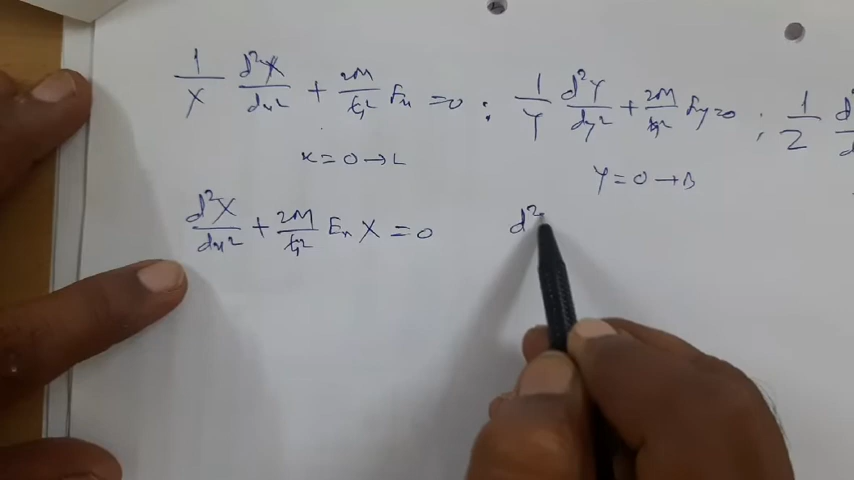 1/X d²X/dx² + 2M/ħ² Eₓ = 0 ; 1/Y d²Y/dy² + 2M/ħ² Ey = 0 ; 1/Z d²
x = 0 → L
Y = 0 → B
d²X/dx² + 2M/ħ² Eₓ X = 0
d²